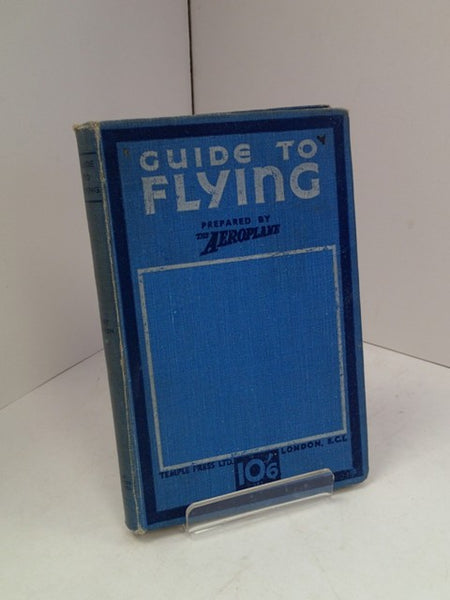 GUIDE TO
FLYING
PREPARED BY
THE AEROPLANE
TEMPLE PRESS LTD. LONDON, E.C.1.
10'6